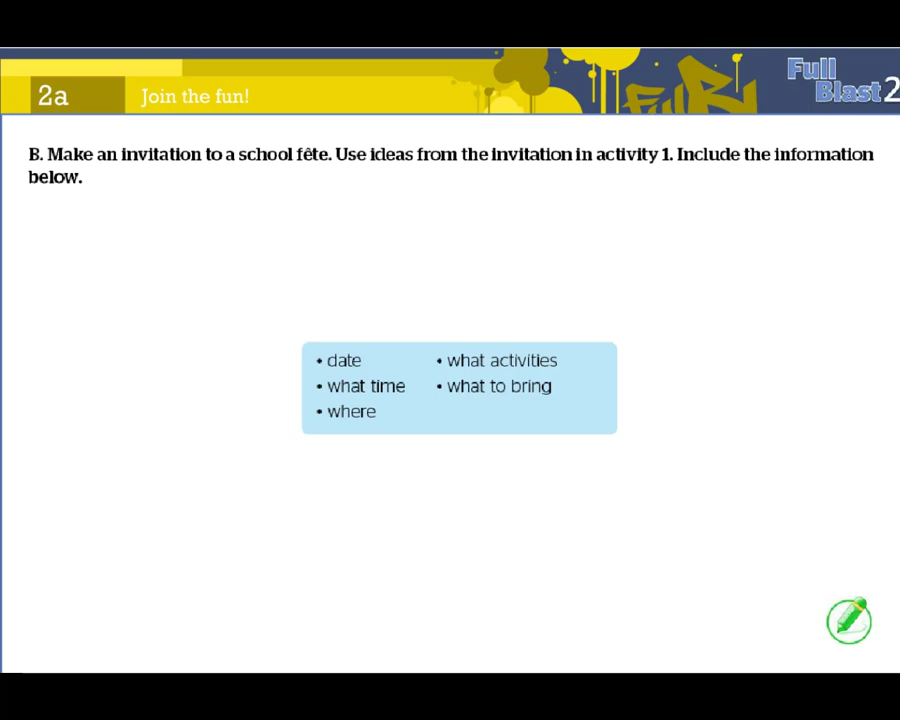 2a
Join the fun!
Full
Blast 2
Full
B. Make an invitation to a school fête. Use ideas from the invitation in activity 1. Include the information
below.
• date
• what time
• where
• what activities
• what to bring